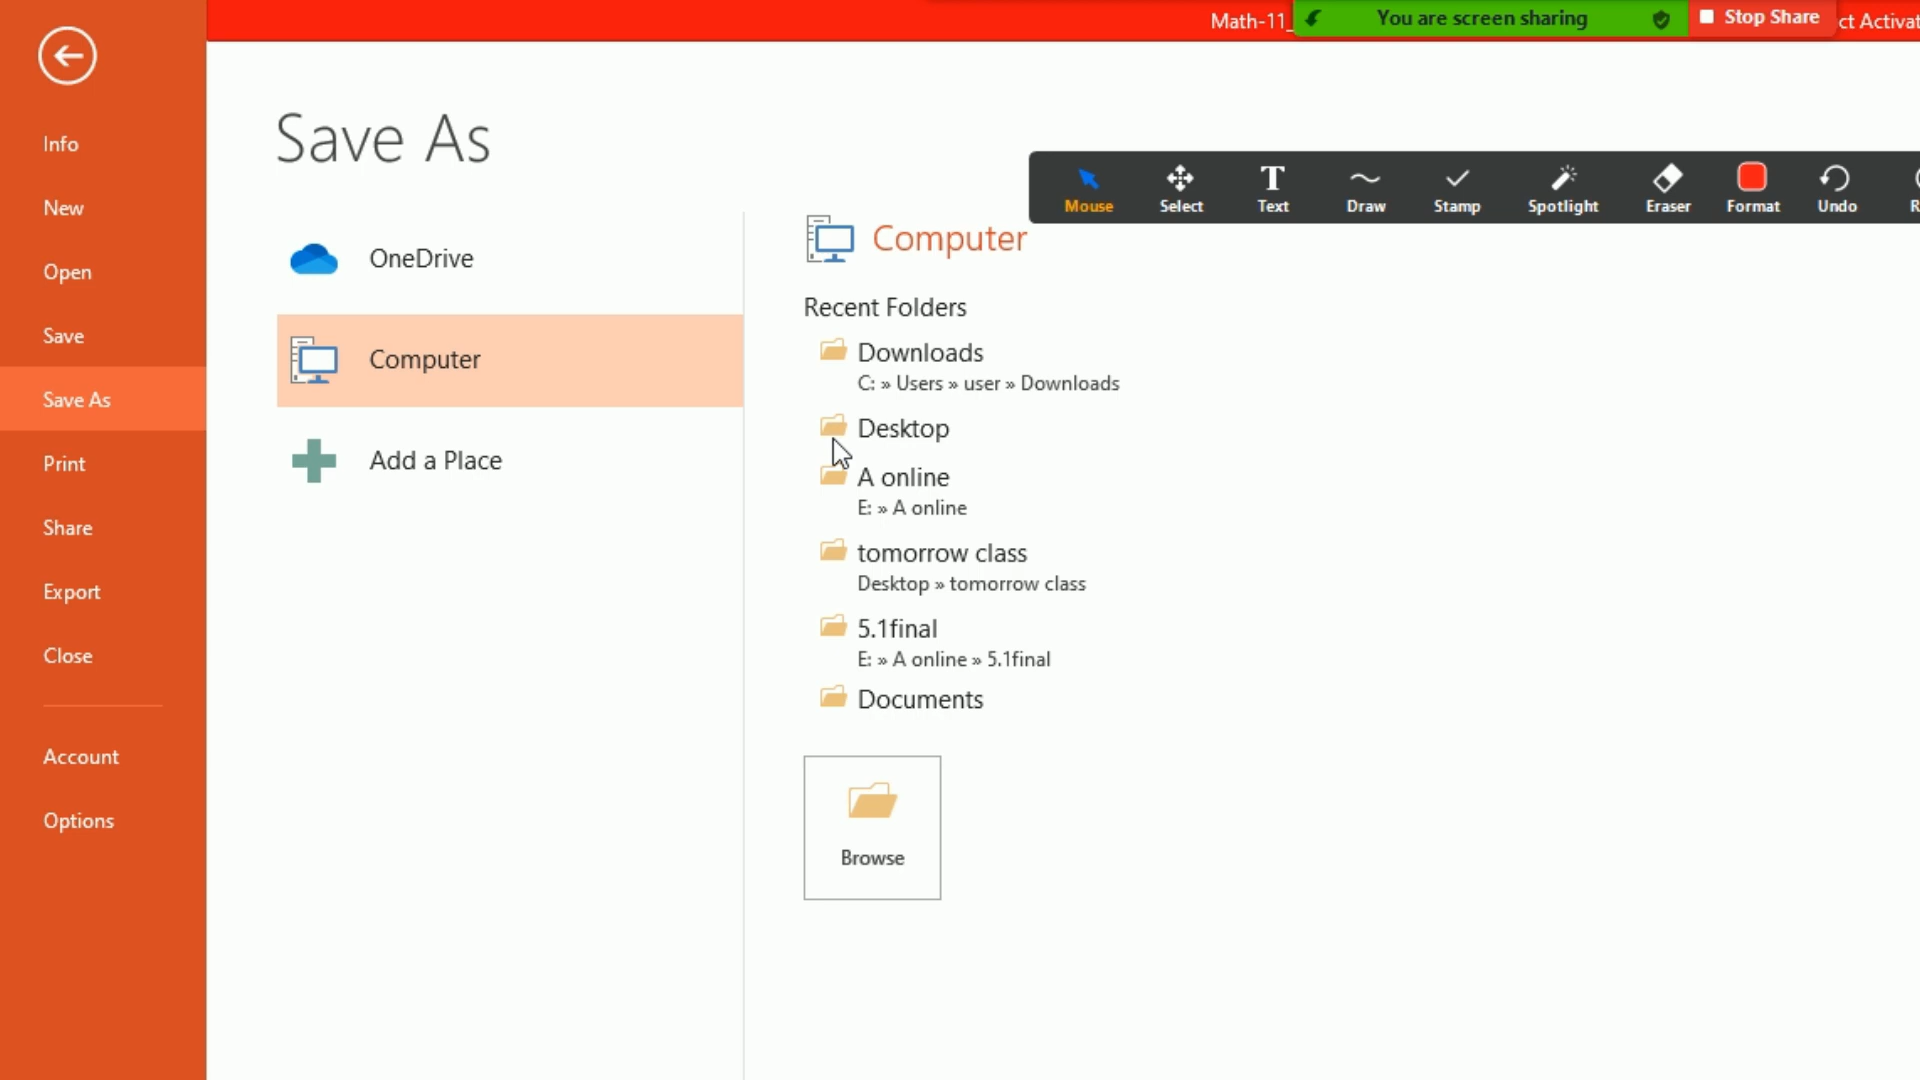 Math-11_
You are screen sharing
Stop Share
ct Activat
Info
New
Open
Save
Save As
Print
Share
Export
Close
Account
Options
Save As
OneDrive
Computer
Add a Place
Mouse
Select
Text
Draw
Stamp
Spotlight
Eraser
Format
Undo
Computer
Recent Folders
Downloads
C: » Users » user » Downloads
Desktop
A online
E: » A online
tomorrow class
Desktop » tomorrow class
5.1final
E: » A online » 5.1final
Documents
Browse